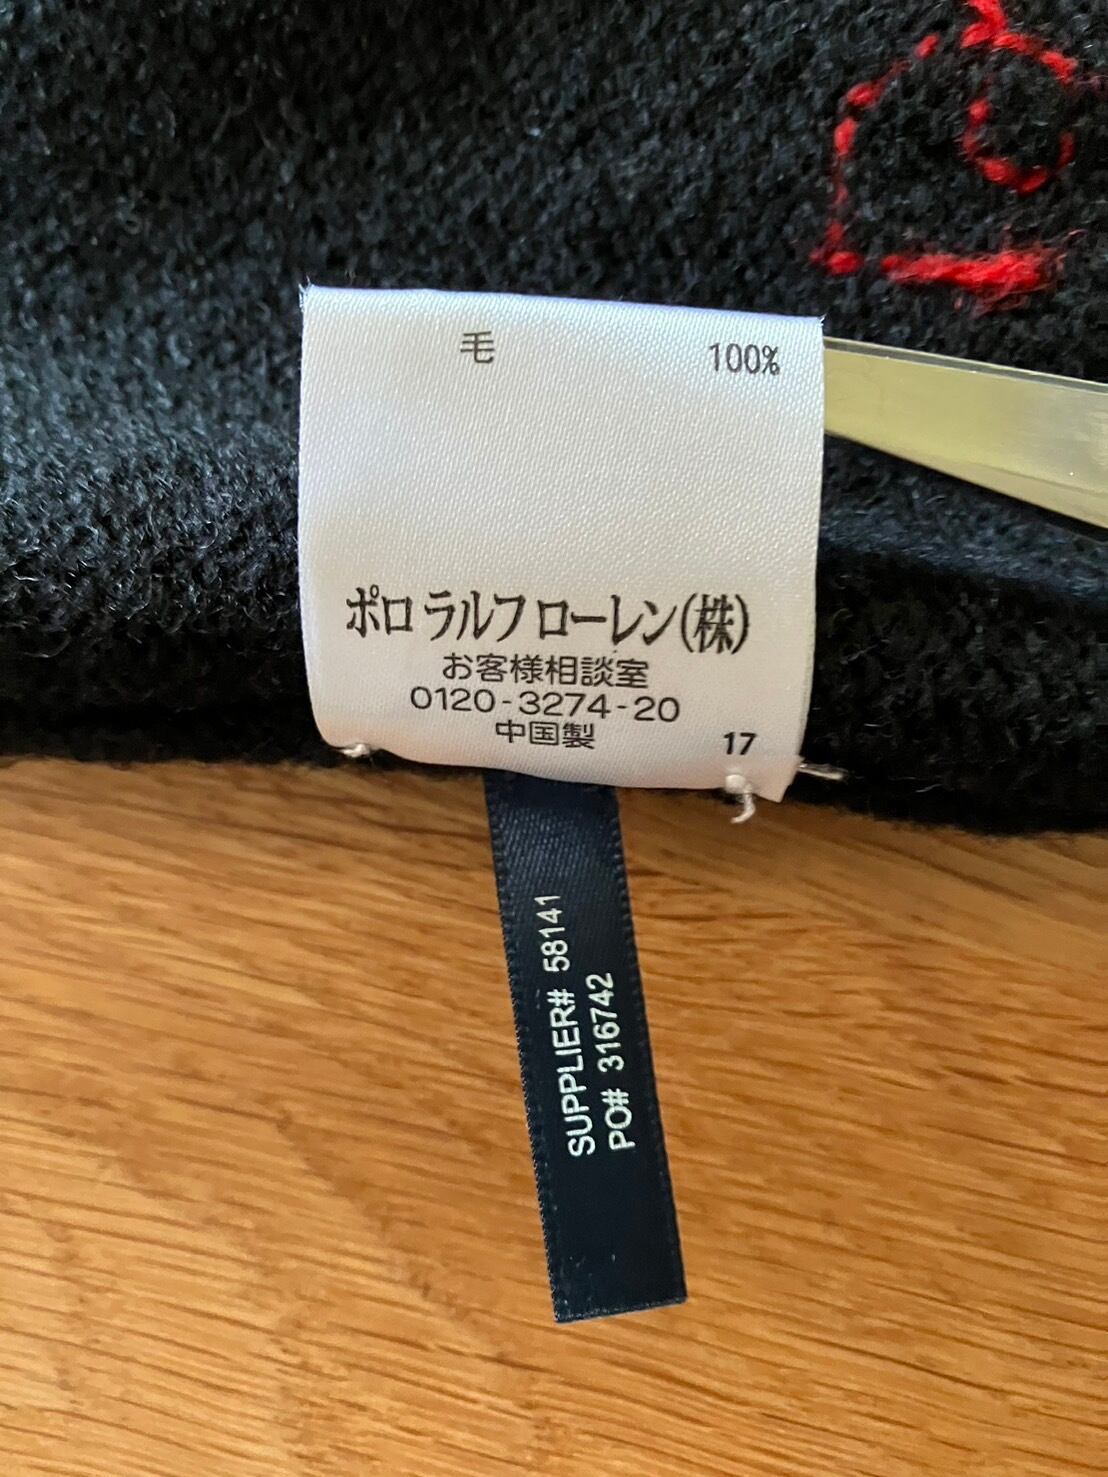 毛 100%
ポロ ラルフ ローレン(株)
お客様相談室
0120-3274-20
中国製 17
SUPPLIER# 58141
PO# 316742